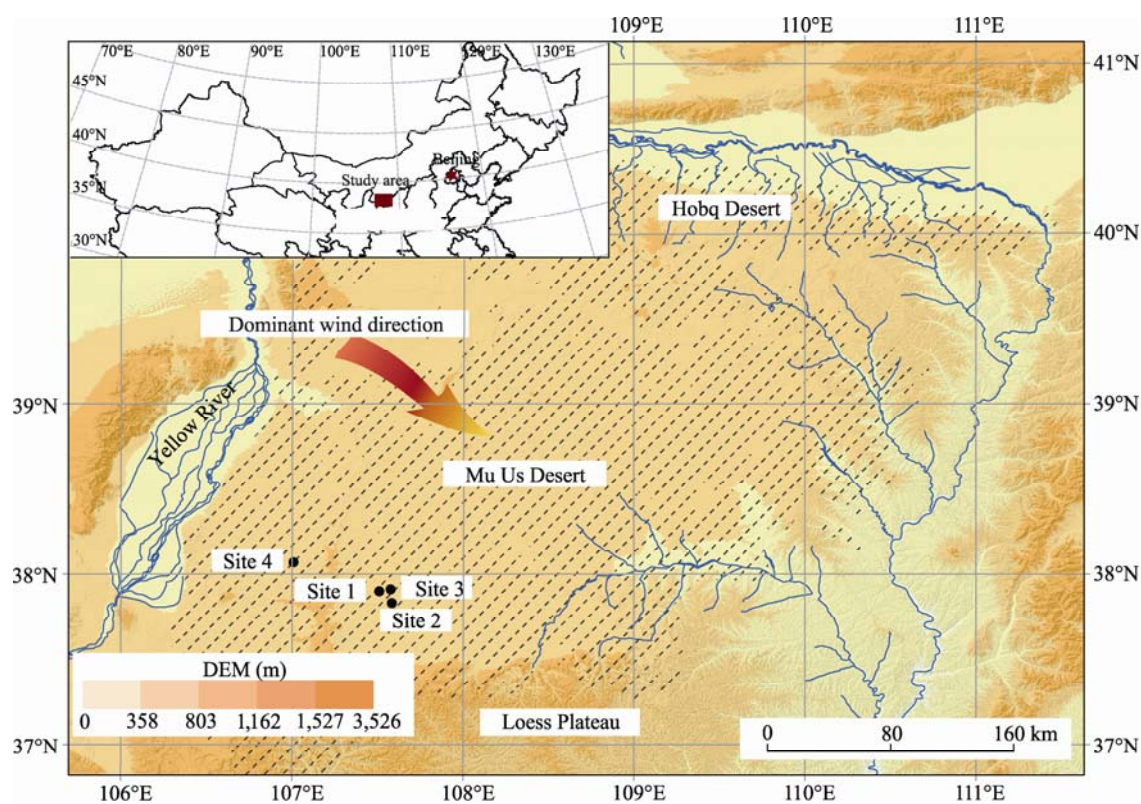 109°E 110°E 111°E
70°E 80°E 90°E 100°E 110°E 120°E 130°E
45°N
40°N
35°N
30°N
Beijing
Study area
41°N
Hobq Desert
40°N
Dominant wind direction
39°N
39°N
Yellow River
Mu Us Desert
Site 4
38°N
38°N
Site 1
Site 3
Site 2
DEM (m)
0 358 803 1,162 1,527 3,526
Loess Plateau
0 80 160 km
37°N
37°N
106°E 107°E 108°E 109°E 110°E 111°E